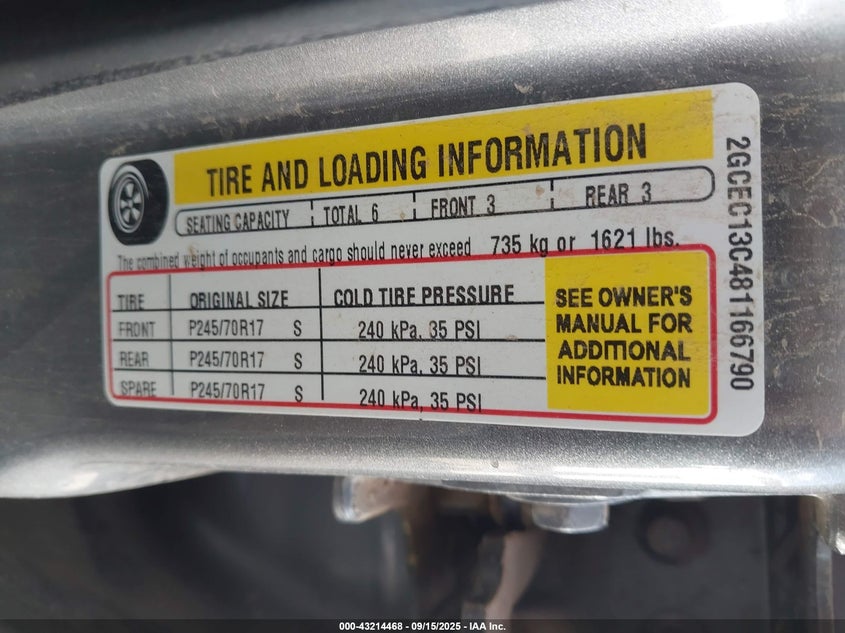 TIRE AND LOADING INFORMATION
SEATING CAPACITY TOTAL 6 FRONT 3 REAR 3
The combined weight of occupants and cargo should never exceed 735 kg or 1621 lbs.
TIRE ORIGINAL SIZE COLD TIRE PRESSURE
FRONT P245/70R17 S 240 kPa, 35 PSI
REAR P245/70R17 S 240 kPa, 35 PSI
SPARE P245/70R17 S 240 kPa, 35 PSI
SEE OWNER'S
MANUAL FOR
ADDITIONAL
INFORMATION
2GCEC13C481166790
000-43214468 - 09/15/2025 - IAA Inc.